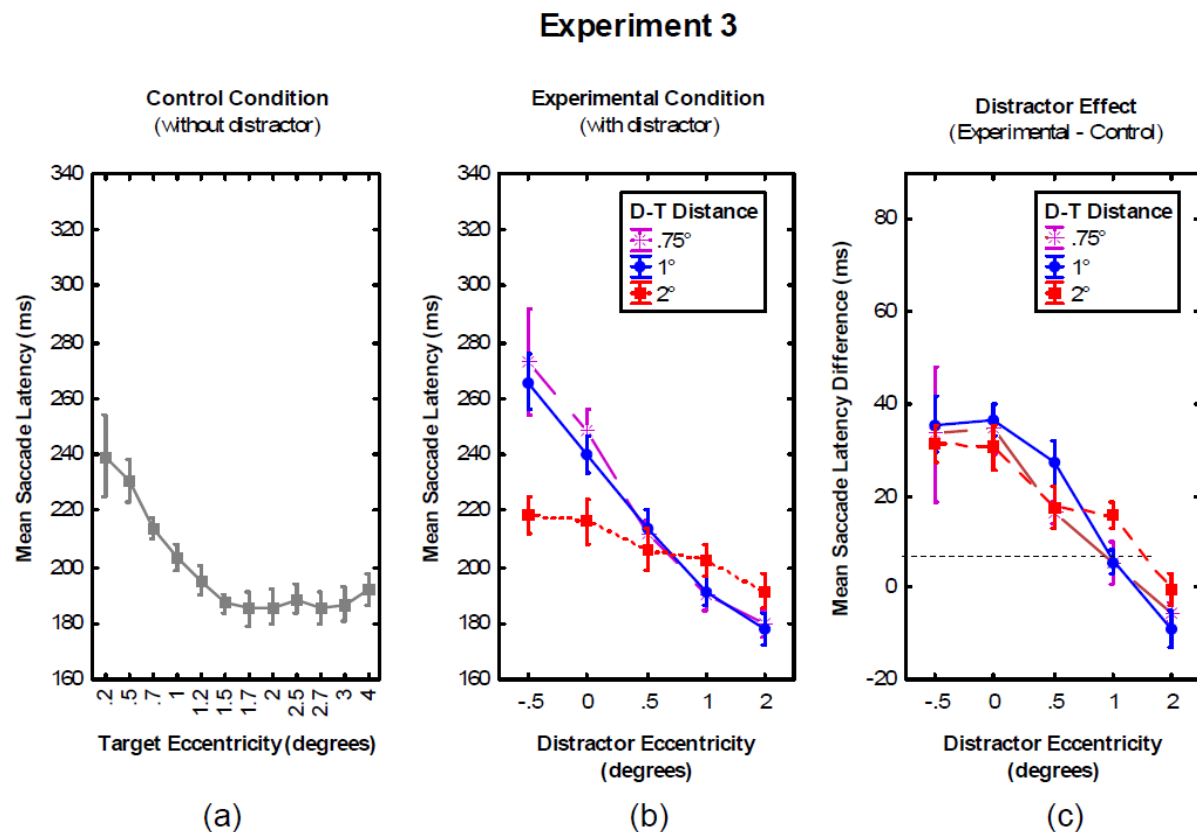 Experiment 3
Control Condition
(without distractor)
Mean Saccade Latency (ms)
340
320
300
280
260
240
220
200
180
160
.2
.5
.7
1
1.2
1.5
1.7
2
2.5
2.7
3
4
Target Eccentricity (degrees)
(a)
Experimental Condition
(with distractor)
Mean Saccade Latency (ms)
340
320
300
280
260
240
220
200
180
160
D-T Distance
.75°
1°
2°
-.5
0
.5
1
2
Distractor Eccentricity
(degrees)
(b)
Distractor Effect
(Experimental - Control)
Mean Saccade Latency Difference (ms)
80
60
40
20
0
-20
D-T Distance
.75°
1°
2°
-.5
0
.5
1
2
Distractor Eccentricity
(degrees)
(c)